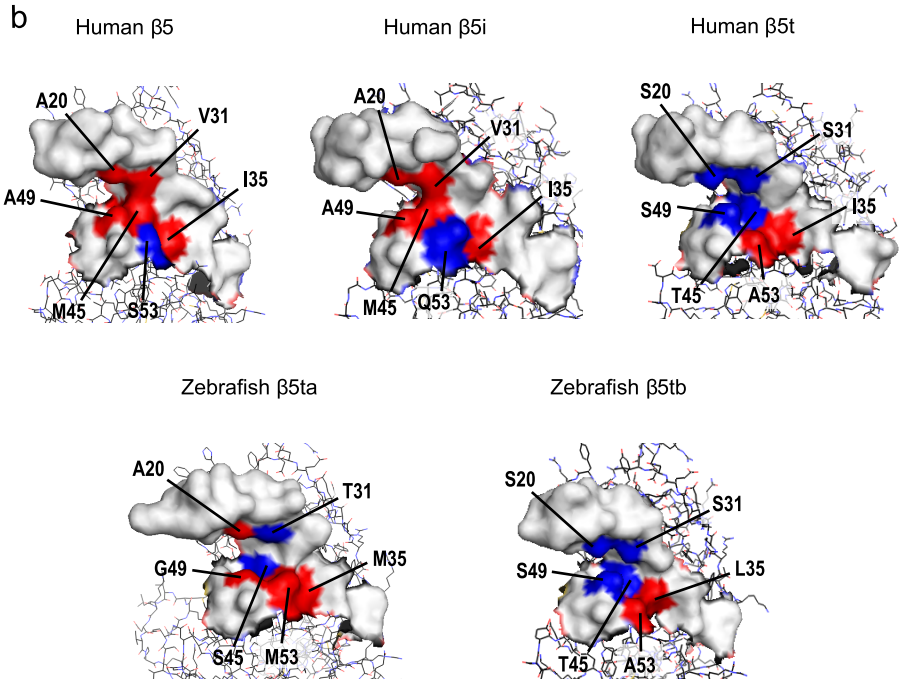 b
Human β5
Human β5i
Human β5t
A20
V31
A49
I35
M45
S53
A20
V31
A49
I35
M45
Q53
S20
S31
S49
I35
T45
A53
Zebrafish β5ta
Zebrafish β5tb
A20
T31
G49
M35
S45
M53
S20
S31
S49
L35
T45
A53